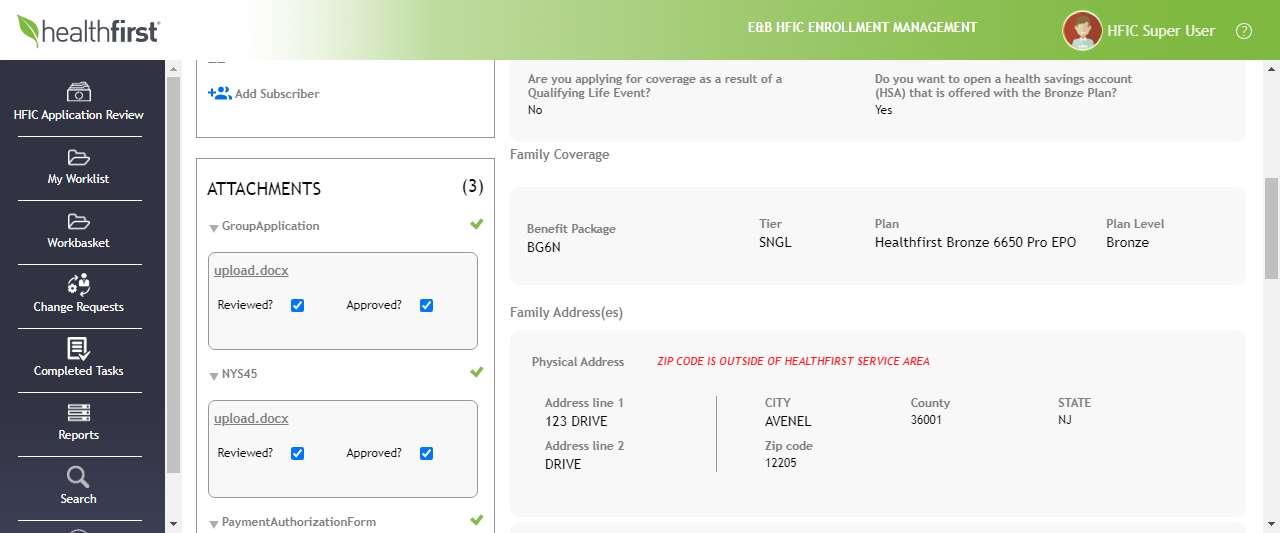 healthfirst
E&B HFIC ENROLLMENT MANAGEMENT
HFIC Super User
?
HFIC Application Review
My Worklist
Workbasket
Change Requests
Completed Tasks
Reports
Search
Add Subscriber
ATTACHMENTS (3)
GroupApplication
upload.docx
Reviewed? Approved?
NYS45
upload.docx
Reviewed? Approved?
PaymentAuthorizationForm
Are you applying for coverage as a result of a
Qualifying Life Event?
No
Do you want to open a health savings account
(HSA) that is offered with the Bronze Plan?
Yes
Family Coverage
Benefit Package
BG6N
Tier
SNGL
Plan
Healthfirst Bronze 6650 Pro EPO
Plan Level
Bronze
Family Address(es)
Physical Address ZIP CODE IS OUTSIDE OF HEALTHFIRST SERVICE AREA
Address line 1
123 DRIVE
Address line 2
DRIVE
CITY
AVENEL
Zip code
12205
County
36001
STATE
NJ